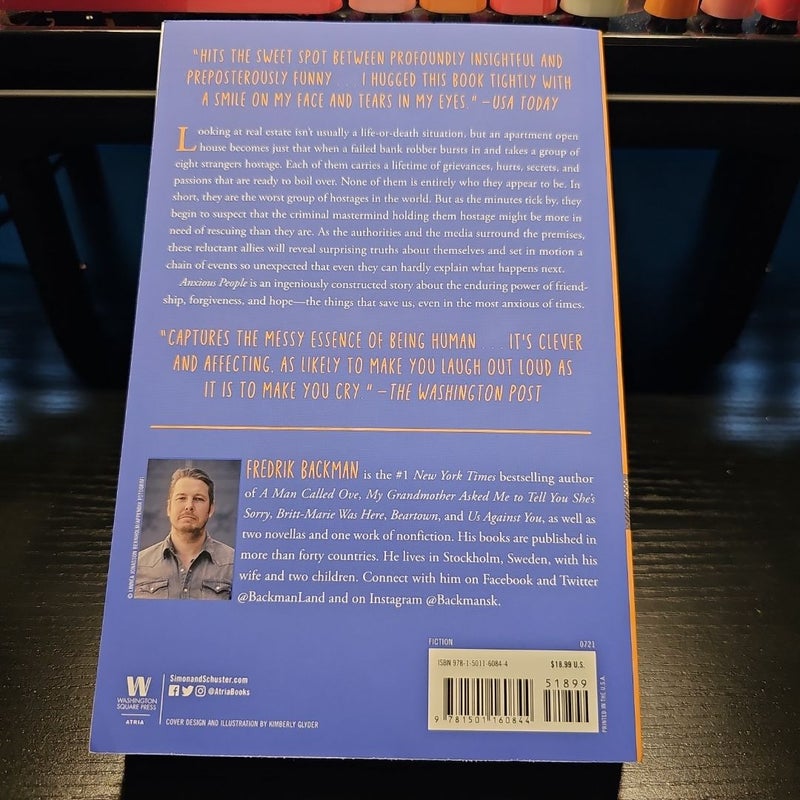 "HITS THE SWEET SPOT BETWEEN PROFOUNDLY INSIGHTFUL AND
PREPOSTEROUSLY FUNNY . . . I HUGGED THIS BOOK TIGHTLY WITH
A SMILE ON MY FACE AND TEARS IN MY EYES." —USA TODAY
Looking at real estate isn't usually a life-or-death situation, but an apartment open
house becomes just that when a failed bank robber bursts in and takes a group of
eight strangers hostage. Each of them carries a lifetime of grievances, hurts, secrets, and
passions that are ready to boil over. None of them is entirely who they appear to be. In
short, they are the worst group of hostages in the world. But as the minutes tick by, they
begin to suspect that the criminal mastermind holding them hostage might be more in
need of rescuing than they are. As the authorities and the media surround the premises,
these reluctant allies will reveal surprising truths about themselves and set in motion a
chain of events so unexpected that even they can hardly explain what happens next.
Anxious People is an ingeniously constructed story about the enduring power of friend-
ship, forgiveness, and hope—the things that save us, even in the most anxious of times.
"CAPTURES THE MESSY ESSENCE OF BEING HUMAN . . . IT'S CLEVER
AND AFFECTING, AS LIKELY TO MAKE YOU LAUGH OUT LOUD AS
IT IS TO MAKE YOU CRY." —THE WASHINGTON POST
FREDRIK BACKMAN is the #1 New York Times bestselling author
of A Man Called Ove, My Grandmother Asked Me to Tell You She's
Sorry, Britt-Marie Was Here, Beartown, and Us Against You, as well as
two novellas and one work of nonfiction. His books are published in
more than forty countries. He lives in Stockholm, Sweden, with his
wife and two children. Connect with him on Facebook and Twitter
@BackmanLand and on Instagram @Backmansk.
FICTION 0721
ISBN 978-1-5011-6084-4 $18.99 U.S.
51899
9 781501 160844
PRINTED IN THE U.S.A.
W
WASHINGTON
SQUARE PRESS
ATRIA
SimonandSchuster.com
@AtriaBooks
COVER DESIGN AND ILLUSTRATION BY KIMBERLY GLYDER